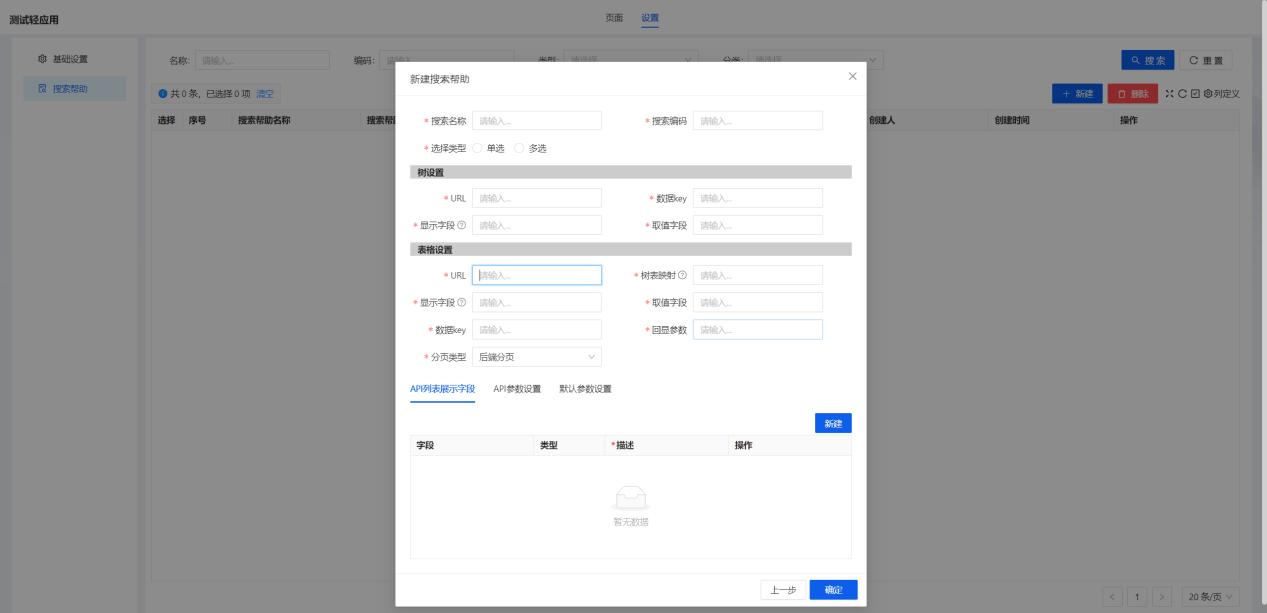 测试轻应用
页面 设置
基础设置
搜索帮助
名称: 请输入... 编码: 请输入... 类型: 请选择 分类: 请选择 搜索 重置
共 0 条，已选择 0 项 清空 新建 删除 列定义
选择 序号 搜索帮助名称 搜索帮 创建人 创建时间 操作
新建搜索帮助
* 搜索名称 请输入... * 搜索编码 请输入...
* 选择类型 单选 多选
树设置
* URL 请输入... * 数据key 请输入...
* 显示字段 请输入... * 取值字段 请输入...
表格设置
* URL 请输入... * 树表映射 请输入...
* 显示字段 请输入... * 取值字段 请输入...
* 数据key 请输入... * 回显参数 请输入...
* 分页类型 后端分页
API列表展示字段 API参数设置 默认参数设置
新建
字段 类型 * 描述 操作
暂无数据
上一步 确定
< 1 > 20 条/页